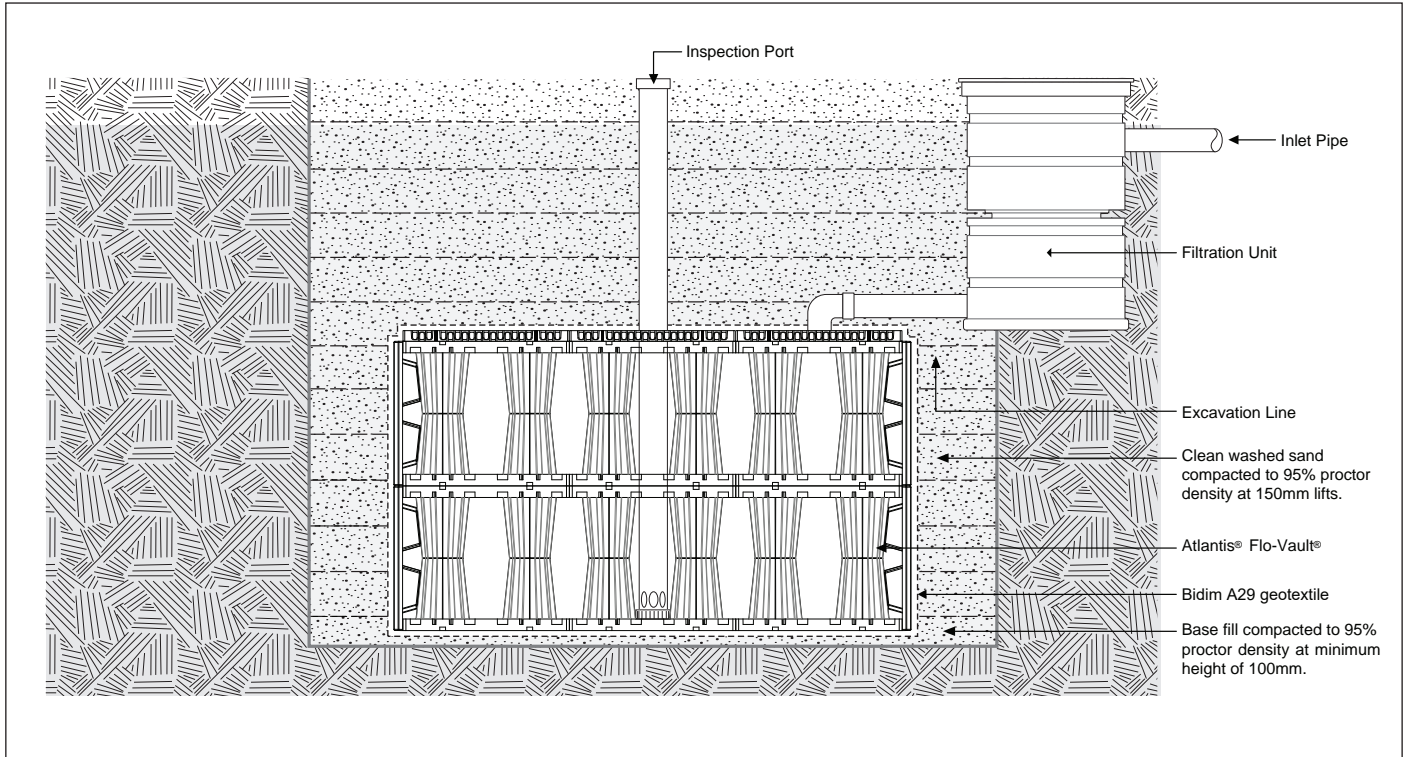 Inspection Port
Inlet Pipe
Filtration Unit
Excavation Line
Clean washed sand
compacted to 95% proctor
density at 150mm lifts.
Atlantis® Flo-Vault®
Bidim A29 geotextile
Base fill compacted to 95%
proctor density at minimum
height of 100mm.